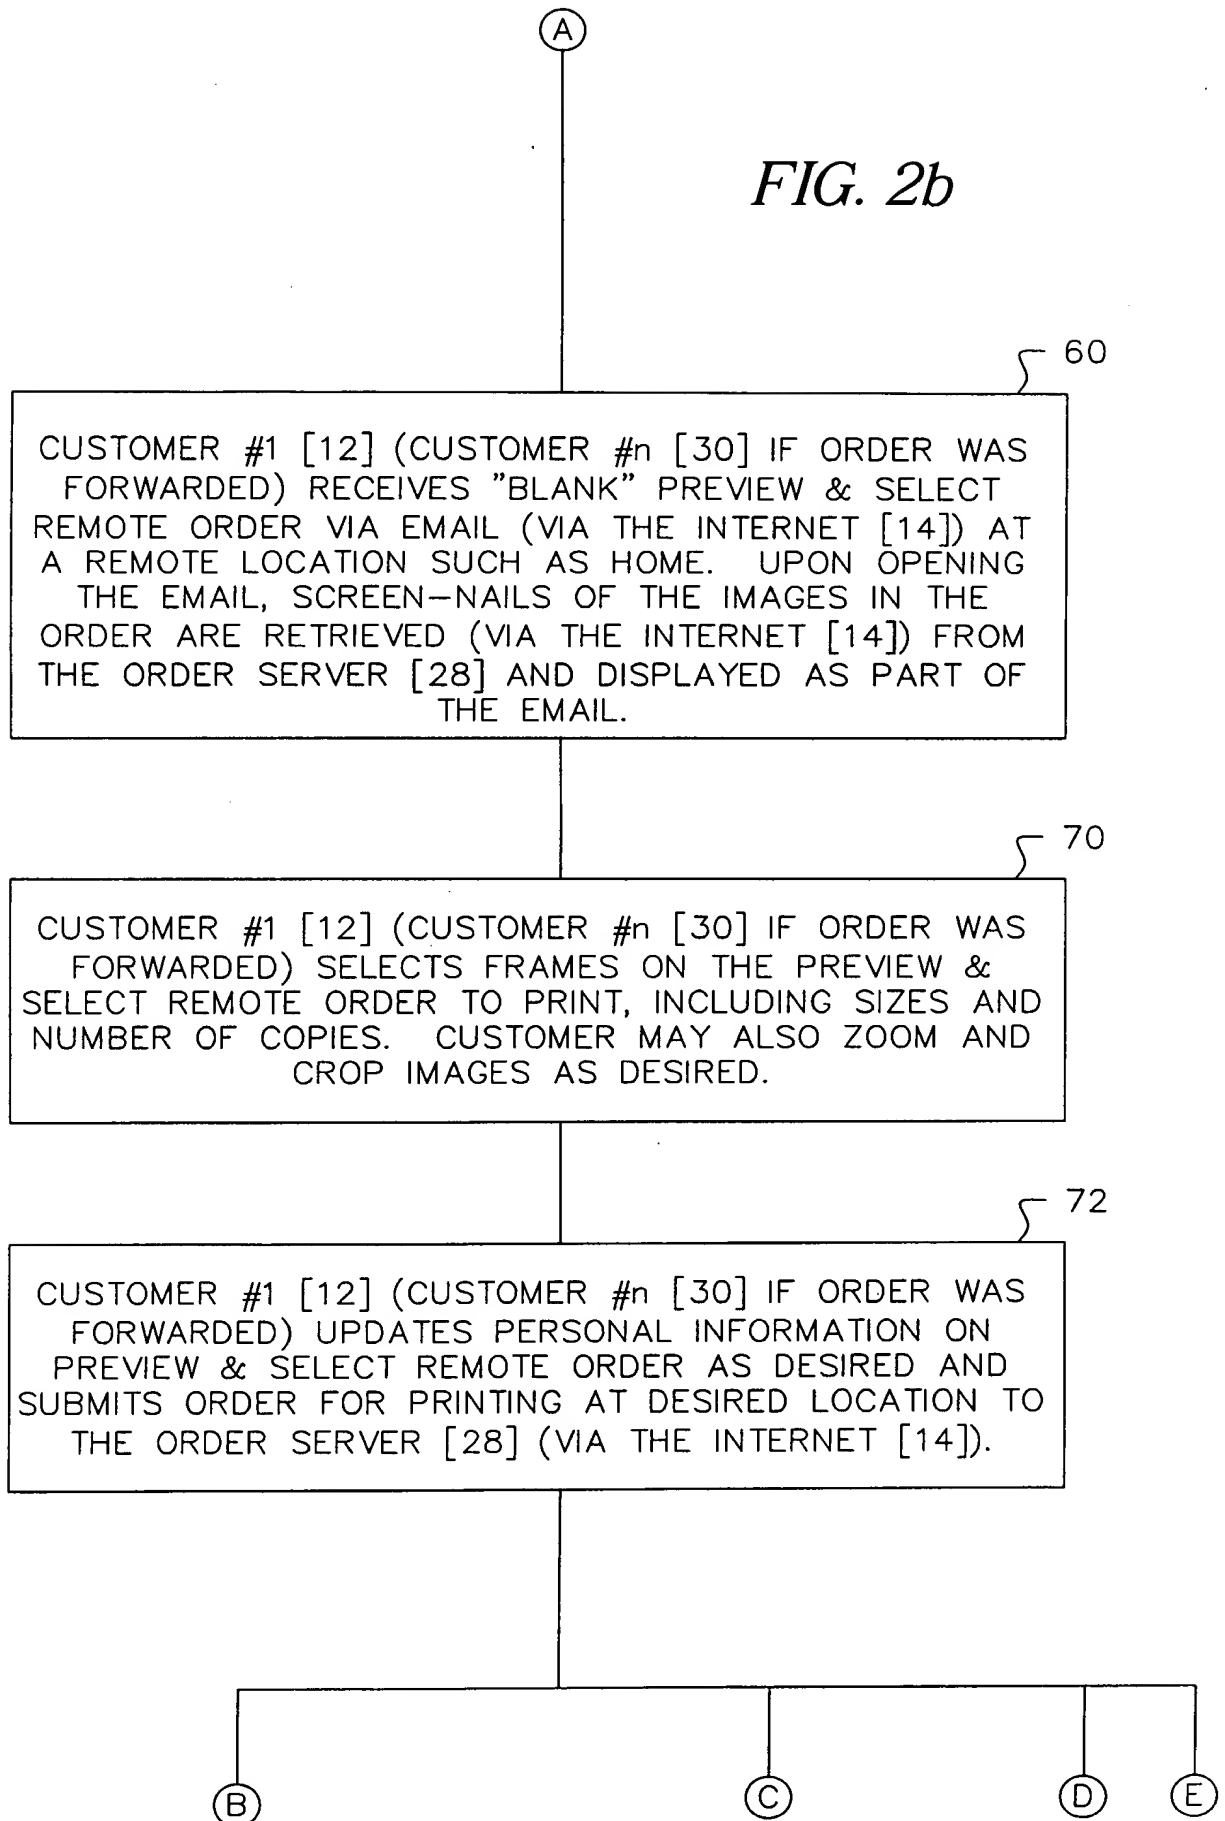 A
FIG. 2b
60
CUSTOMER #1 [12] (CUSTOMER #n [30] IF ORDER WAS
FORWARDED) RECEIVES "BLANK" PREVIEW & SELECT
REMOTE ORDER VIA EMAIL (VIA THE INTERNET [14]) AT
A REMOTE LOCATION SUCH AS HOME. UPON OPENING
THE EMAIL, SCREEN-NAILS OF THE IMAGES IN THE
ORDER ARE RETRIEVED (VIA THE INTERNET [14]) FROM
THE ORDER SERVER [28] AND DISPLAYED AS PART OF
THE EMAIL.
70
CUSTOMER #1 [12] (CUSTOMER #n [30] IF ORDER WAS
FORWARDED) SELECTS FRAMES ON THE PREVIEW &
SELECT REMOTE ORDER TO PRINT, INCLUDING SIZES AND
NUMBER OF COPIES. CUSTOMER MAY ALSO ZOOM AND
CROP IMAGES AS DESIRED.
72
CUSTOMER #1 [12] (CUSTOMER #n [30] IF ORDER WAS
FORWARDED) UPDATES PERSONAL INFORMATION ON
PREVIEW & SELECT REMOTE ORDER AS DESIRED AND
SUBMITS ORDER FOR PRINTING AT DESIRED LOCATION TO
THE ORDER SERVER [28] (VIA THE INTERNET [14]).
B
C
D
E